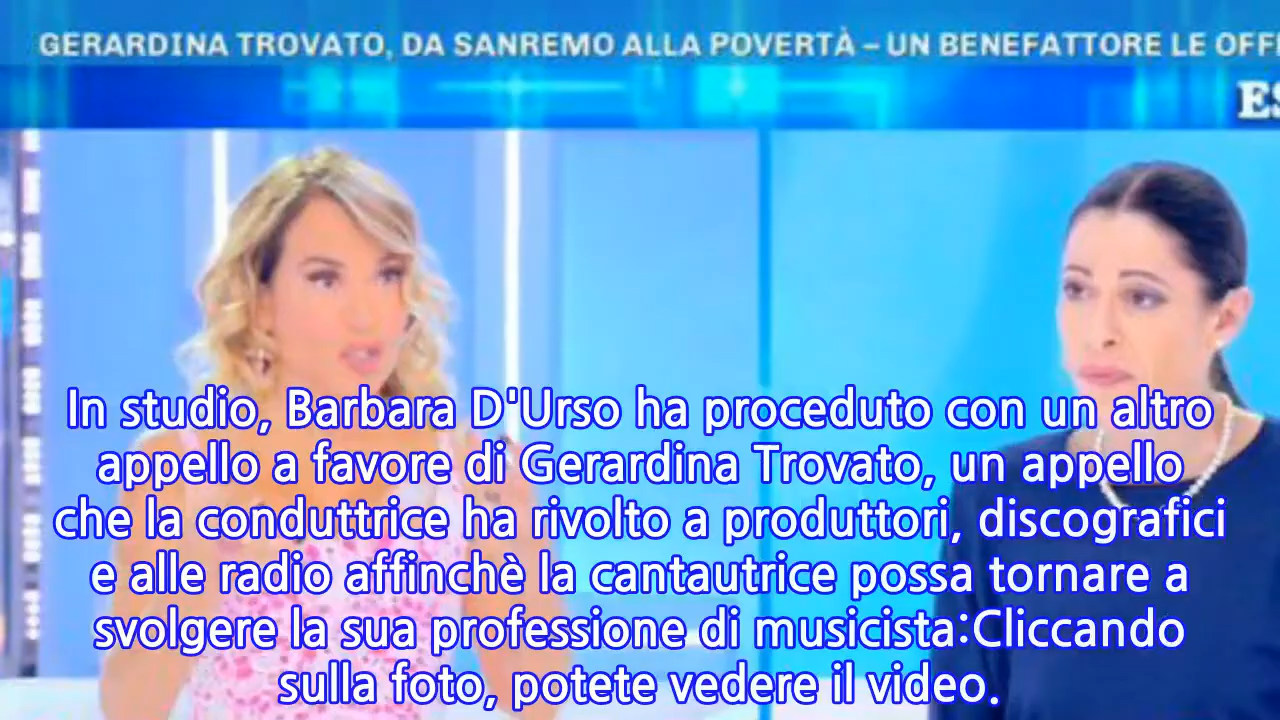 GERARDINA TROVATO, DA SANREMO ALLA POVERTÀ – UN BENEFATTORE LE
In studio, Barbara D'Urso ha proceduto con un altro
appello a favore di Gerardina Trovato, un appello
che la conduttrice ha rivolto a produttori, discografici
e alle radio affinchè la cantautrice possa tornare a
svolgere la sua professione di musicista:Cliccando
sulla foto, potete vedere il video.